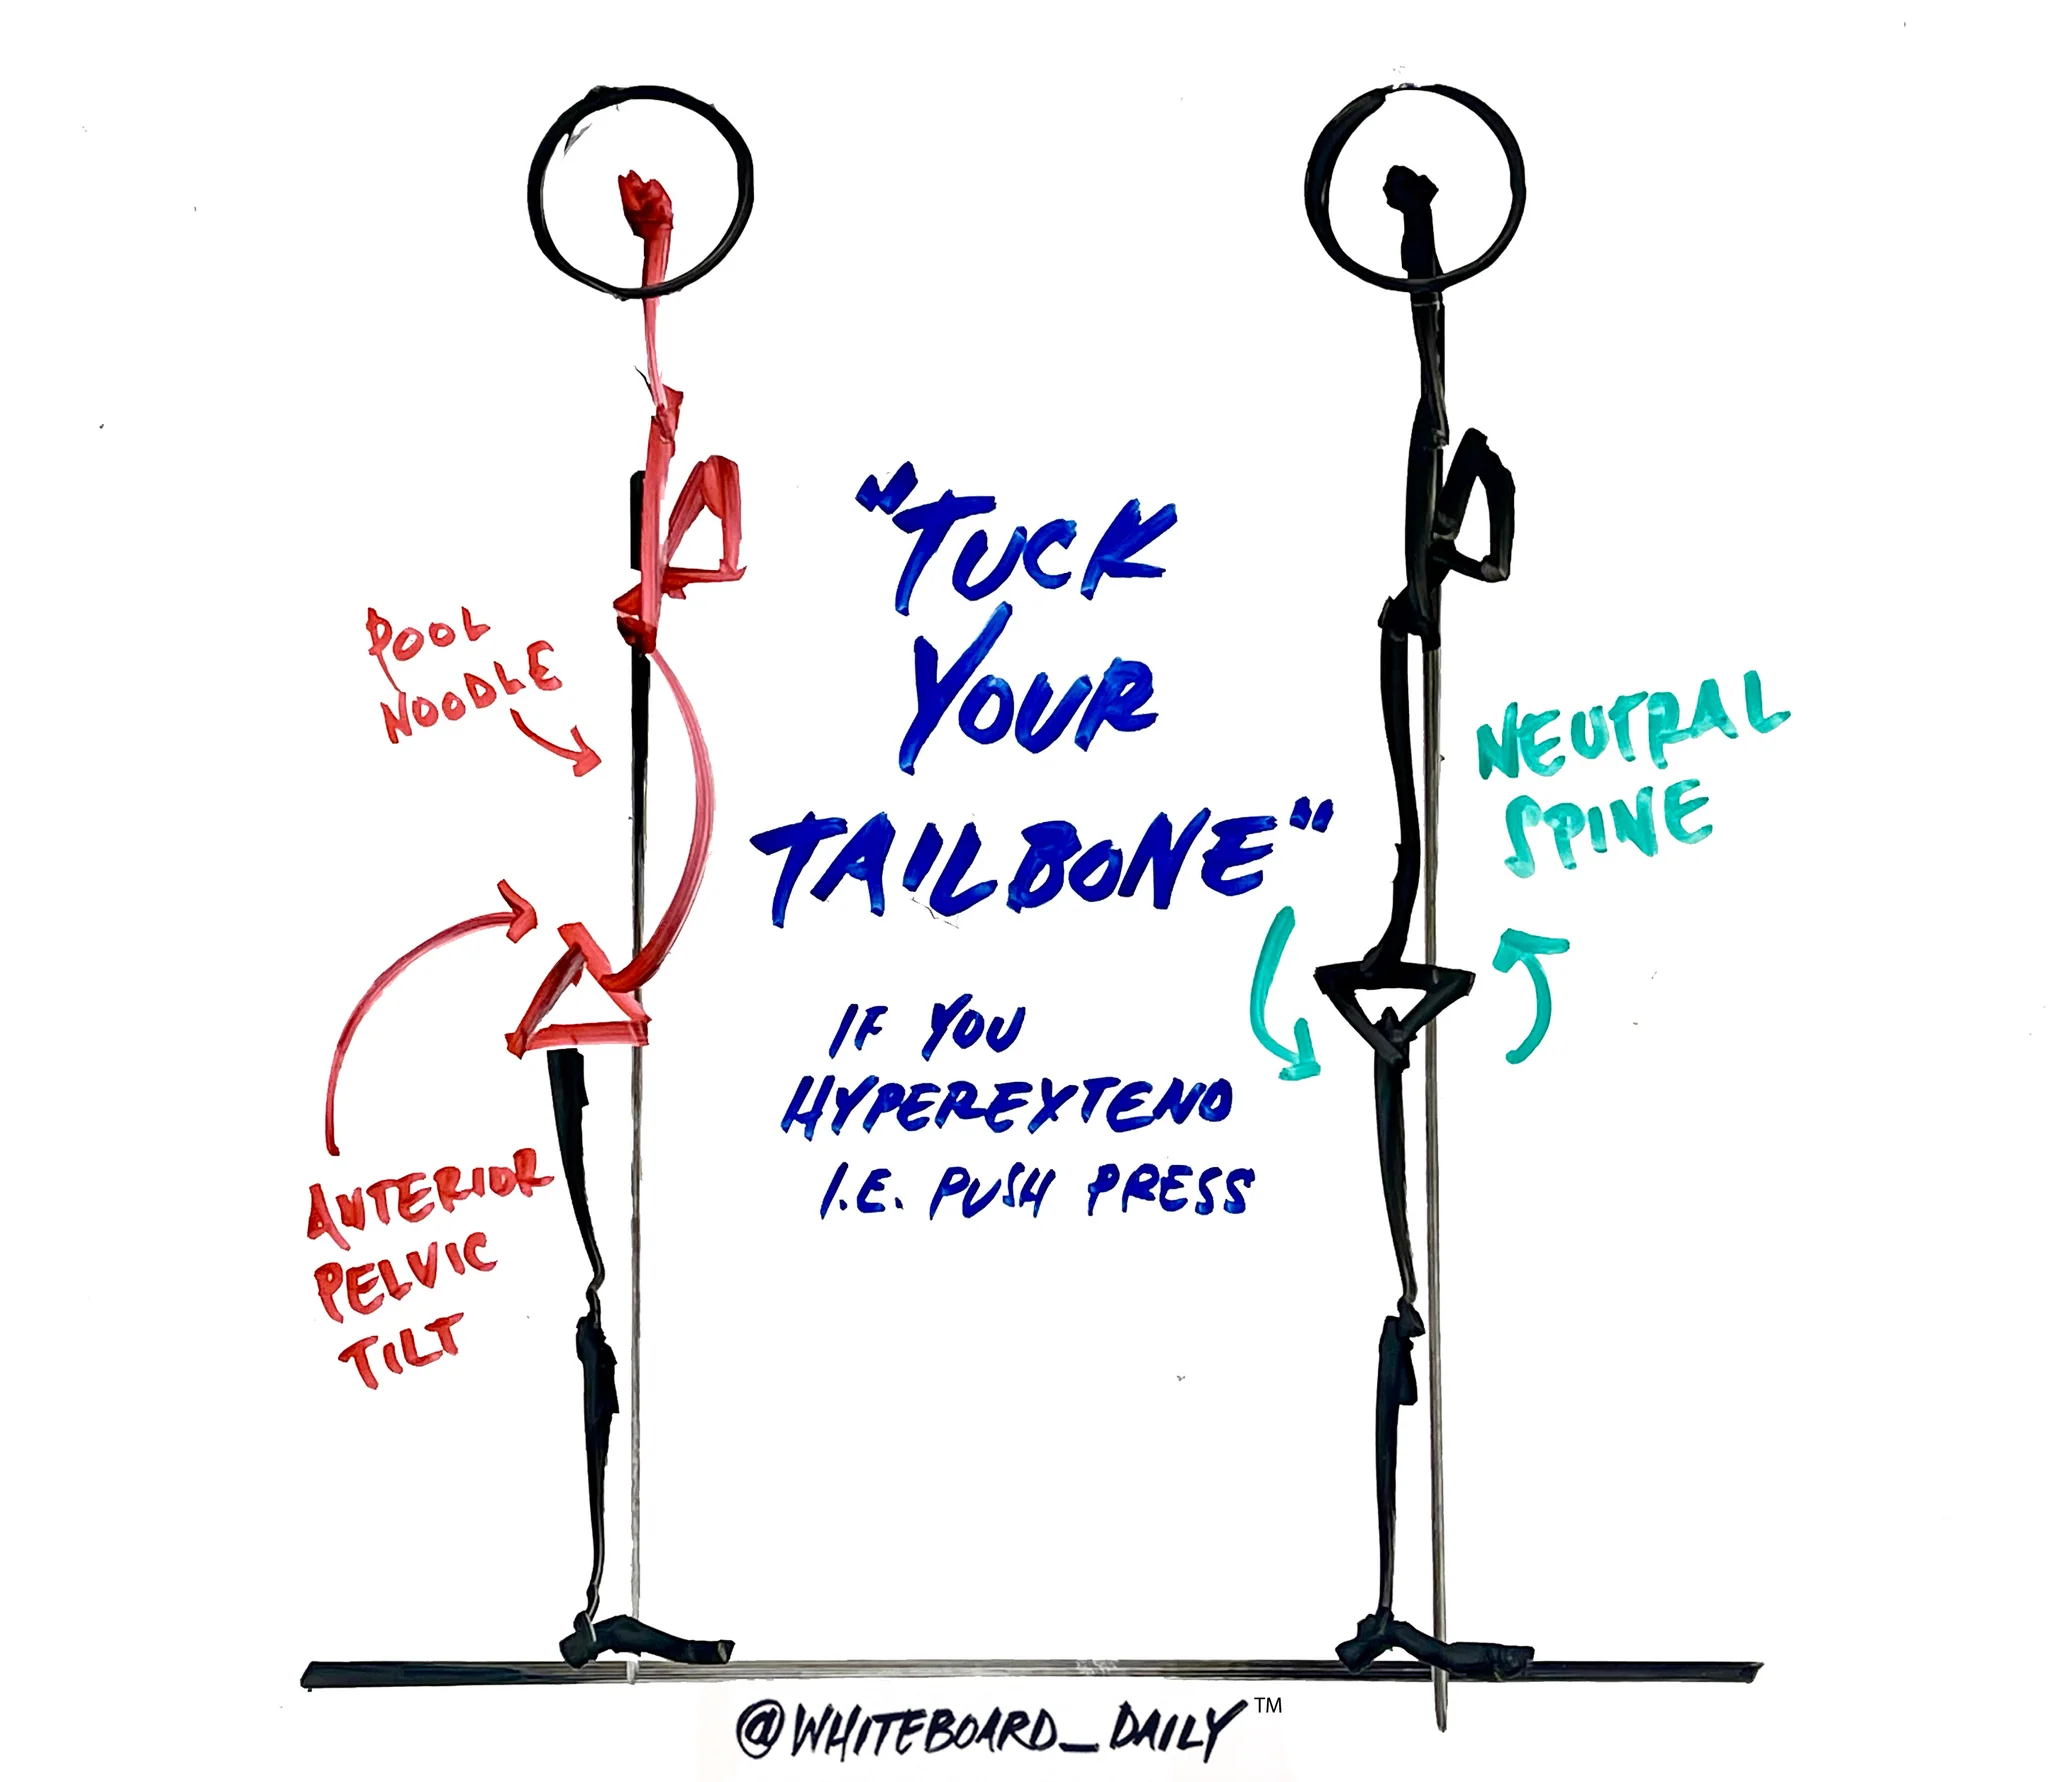 "TUCK
YOUR
TAILBONE"
IF YOU
HYPEREXTEND
I.E. PUSH PRESS
POOL
NOODLE
ANTERIOR
PELVIC
TILT
NEUTRAL
SPINE
@WHITEBOARD_DAILY™